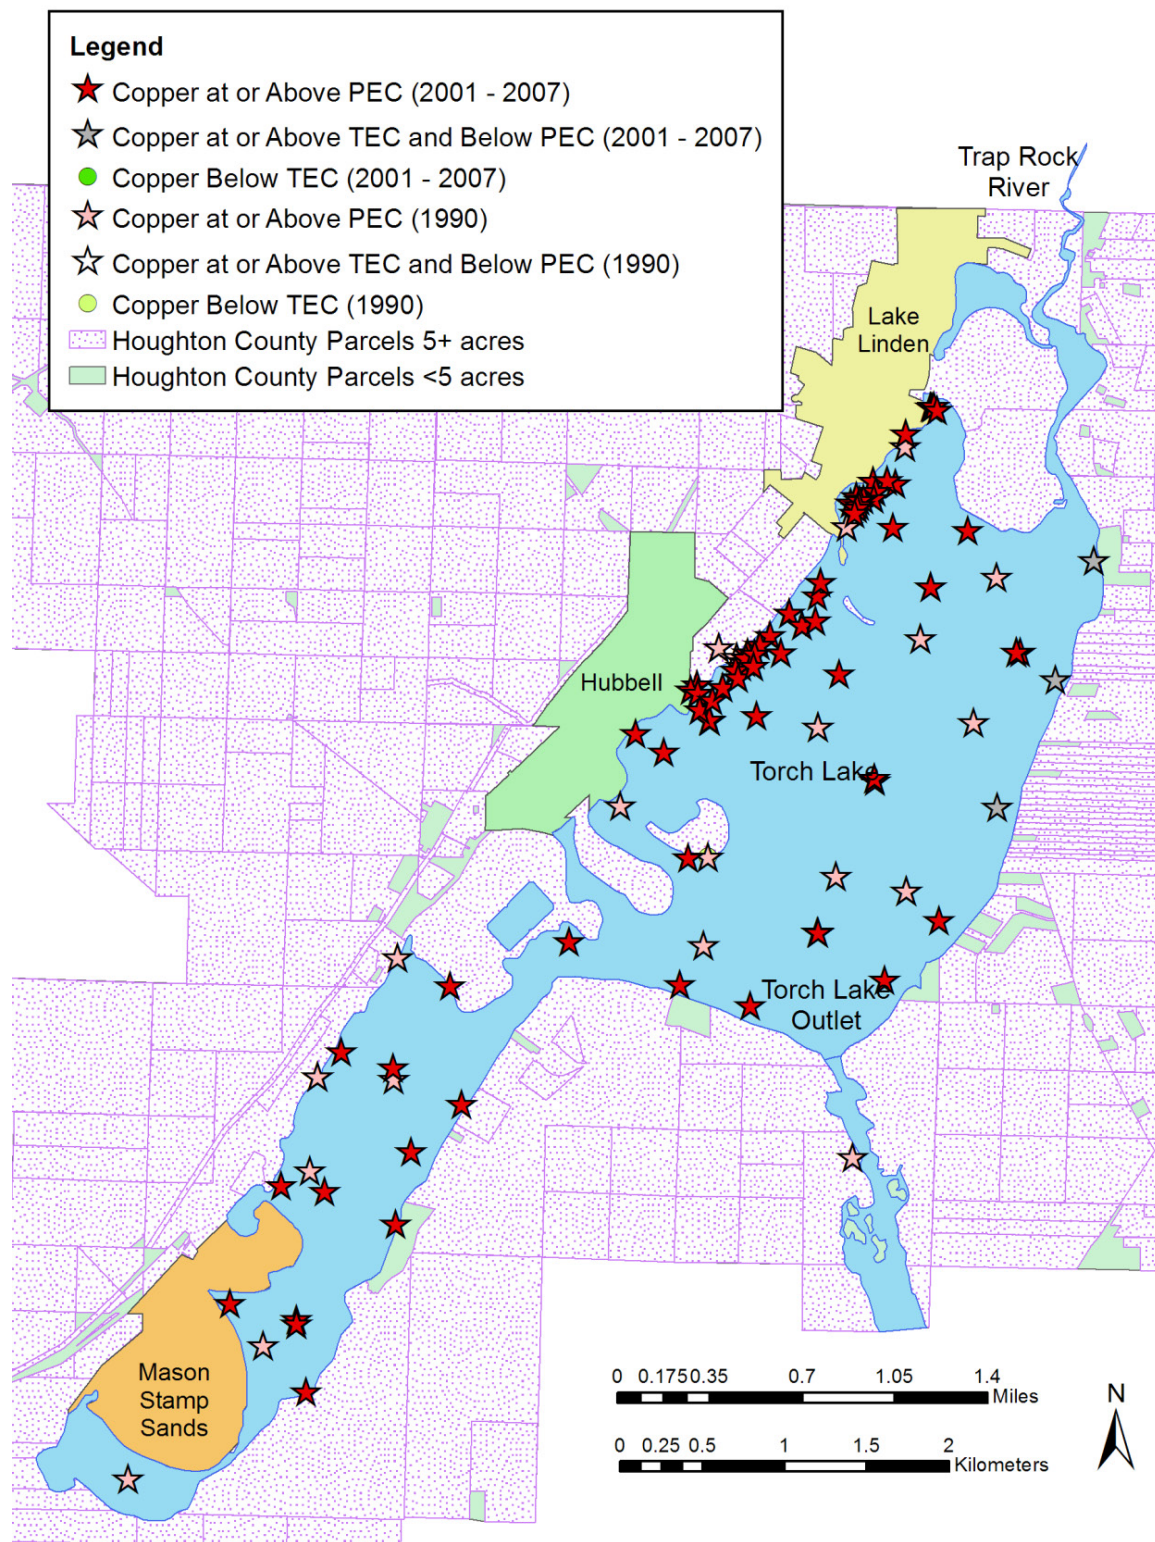 Legend
Copper at or Above PEC (2001 - 2007)
Copper at or Above TEC and Below PEC (2001 - 2007)
Copper Below TEC (2001 - 2007)
Copper at or Above PEC (1990)
Copper at or Above TEC and Below PEC (1990)
Copper Below TEC (1990)
Houghton County Parcels 5+ acres
Houghton County Parcels <5 acres
Trap Rock
River
Lake
Linden
Hubbell
Torch Lake
Torch Lake
Outlet
Mason
Stamp
Sands
0 0.175 0.35 0.7 1.05 1.4
Miles
0 0.25 0.5 1 1.5 2
Kilometers
N